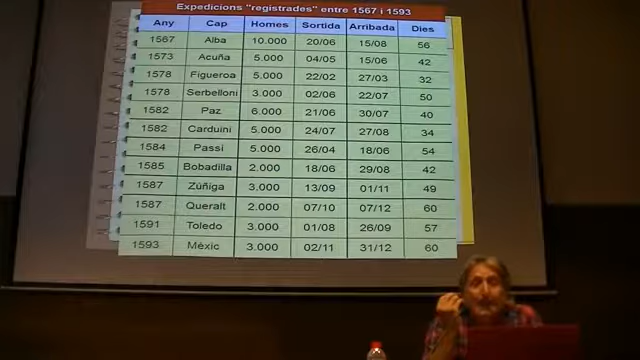 Expedicions "registrades" entre 1567 i 1593
Any Cap Homes Sortida Arribada Dies
1567 Alba 10.000 20/06 15/08 56
1573 Acuña 5.000 04/05 15/06 42
1578 Figueroa 5.000 22/02 27/03 32
1578 Serbelloni 3.000 02/06 22/07 50
1582 Paz 6.000 21/06 30/07 40
1582 Carduini 5.000 24/07 27/08 34
1584 Passi 5.000 26/04 18/06 54
1585 Bobadilla 2.000 18/06 29/08 42
1587 Zúñiga 3.000 13/09 01/11 49
1587 Queralt 2.000 07/10 07/12 60
1591 Toledo 3.000 01/08 26/09 57
1593 Mèxic 3.000 02/11 31/12 60